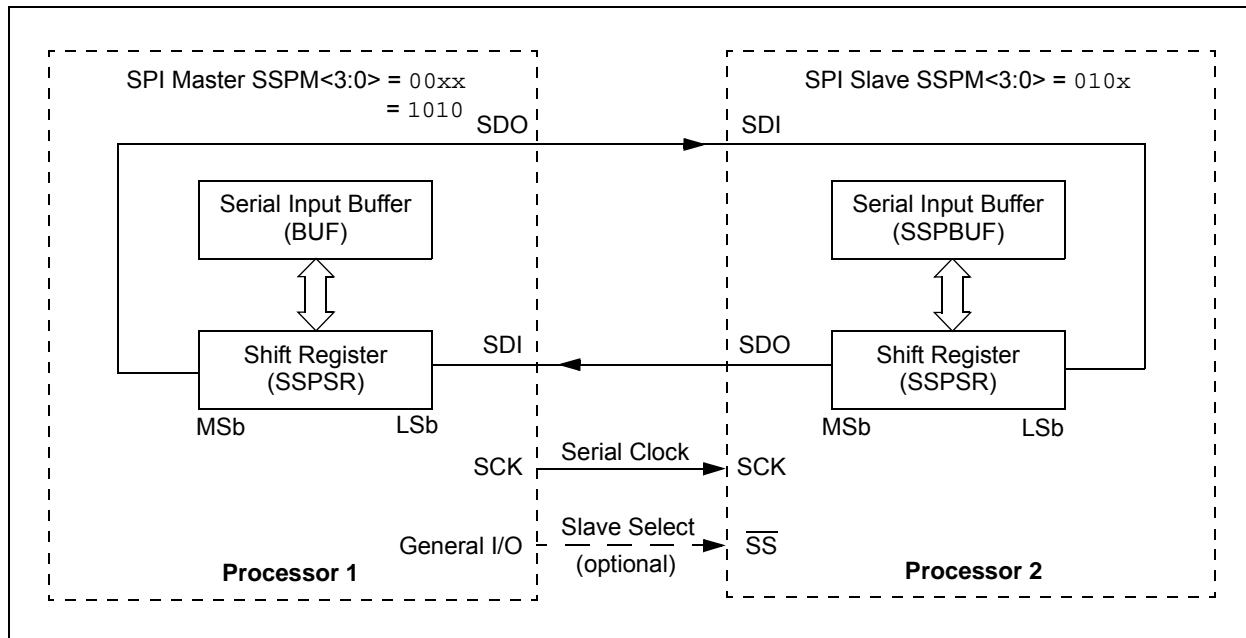 SPI Master SSPM<3:0> = 00xx
= 1010
SDO
Serial Input Buffer
(BUF)
Shift Register
(SSPSR)
MSb
LSb
SDI
SCK
General I/O
Processor 1
Serial Clock
Slave Select
(optional)
SPI Slave SSPM<3:0> = 010x
SDI
Serial Input Buffer
(SSPBUF)
SDO
Shift Register
(SSPSR)
MSb
LSb
SCK
S̅S̅
Processor 2